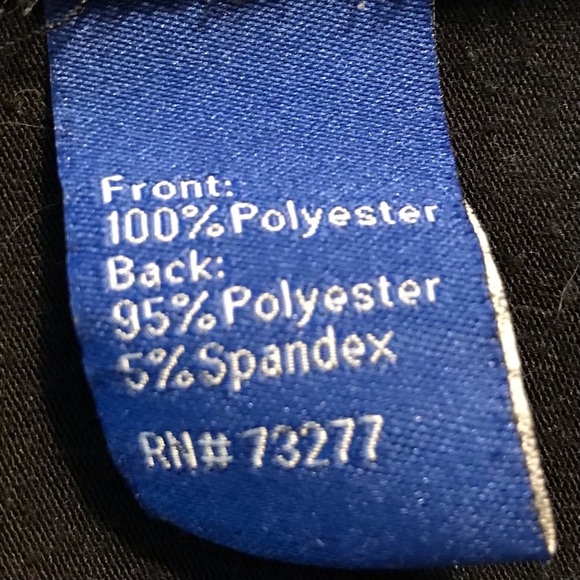 Front:
100% Polyester
Back:
95% Polyester
5% Spandex
RN# 73277